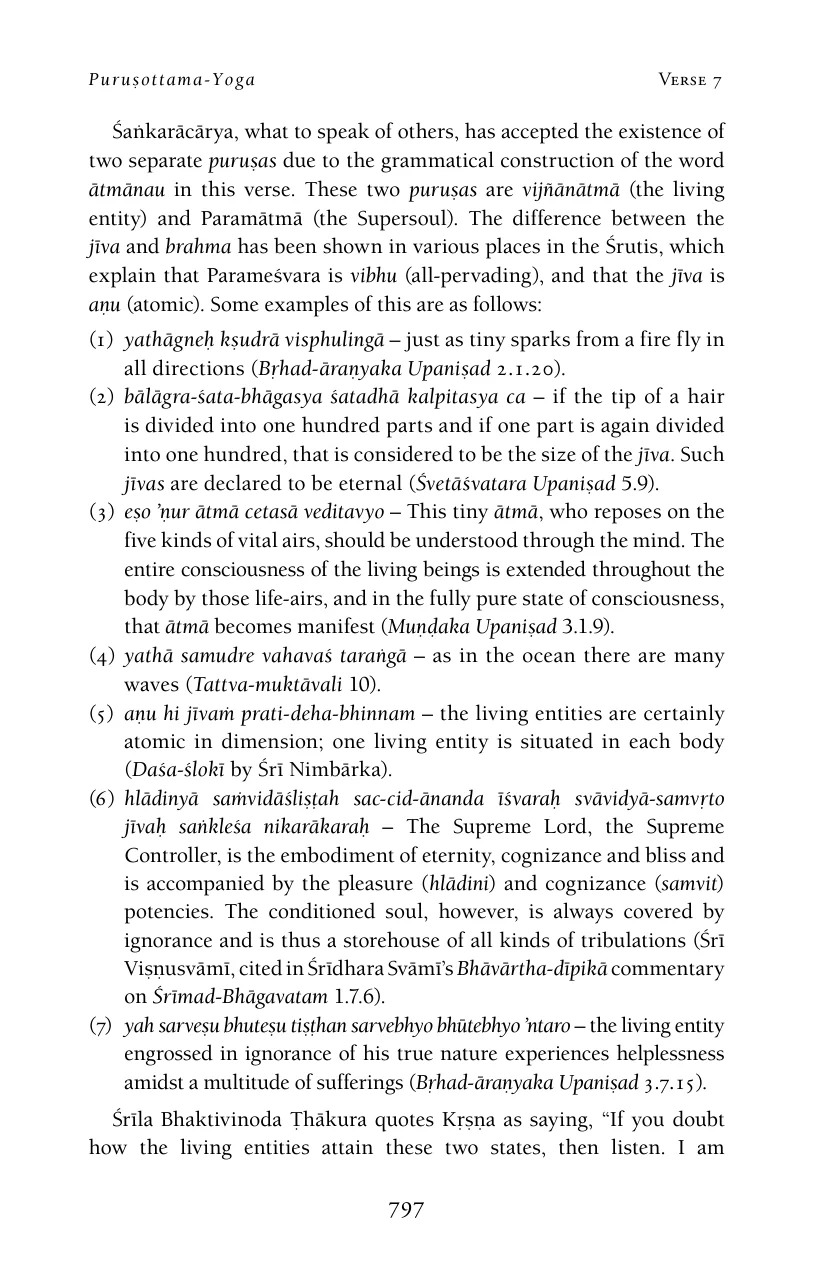 Puruṣottama-Yoga Verse 7
Śaṅkarācārya, what to speak of others, has accepted the existence of
two separate puruṣas due to the grammatical construction of the word
ātmānau in this verse. These two puruṣas are vijñānātmā (the living
entity) and Paramātmā (the Supersoul). The difference between the
jīva and brahma has been shown in various places in the Śrutis, which
explain that Parameśvara is vibhu (all-pervading), and that the jīva is
aṇu (atomic). Some examples of this are as follows:
(1) yathāgneḥ kṣudrā visphulingā – just as tiny sparks from a fire fly in
all directions (Bṛhad-āraṇyaka Upaniṣad 2.1.20).
(2) bālāgra-śata-bhāgasya śatadhā kalpitasya ca – if the tip of a hair
is divided into one hundred parts and if one part is again divided
into one hundred, that is considered to be the size of the jīva. Such
jīvas are declared to be eternal (Śvetāśvatara Upaniṣad 5.9).
(3) eṣo ’ṇur ātmā cetasā veditavyo – This tiny ātmā, who reposes on the
five kinds of vital airs, should be understood through the mind. The
entire consciousness of the living beings is extended throughout the
body by those life-airs, and in the fully pure state of consciousness,
that ātmā becomes manifest (Muṇḍaka Upaniṣad 3.1.9).
(4) yathā samudre vahavaś taraṅgā – as in the ocean there are many
waves (Tattva-muktāvali 10).
(5) aṇu hi jīvaṁ prati-deha-bhinnam – the living entities are certainly
atomic in dimension; one living entity is situated in each body
(Daśa-ślokī by Śrī Nimbārka).
(6) hlādinyā saṁvidāśliṣṭah sac-cid-ānanda īśvaraḥ svāvidyā-samvṛto
jīvaḥ saṅkleśa nikarākaraḥ – The Supreme Lord, the Supreme
Controller, is the embodiment of eternity, cognizance and bliss and
is accompanied by the pleasure (hlādini) and cognizance (samvit)
potencies. The conditioned soul, however, is always covered by
ignorance and is thus a storehouse of all kinds of tribulations (Śrī
Viṣṇusvāmī, cited in Śrīdhara Svāmī’s Bhāvārtha-dīpikā commentary
on Śrīmad-Bhāgavatam 1.7.6).
(7) yah sarveṣu bhuteṣu tiṣṭhan sarvebhyo bhūtebhyo ’ntaro – the living entity
engrossed in ignorance of his true nature experiences helplessness
amidst a multitude of sufferings (Bṛhad-āraṇyaka Upaniṣad 3.7.15).
Śrīla Bhaktivinoda Ṭhākura quotes Kṛṣṇa as saying, “If you doubt
how the living entities attain these two states, then listen. I am
797